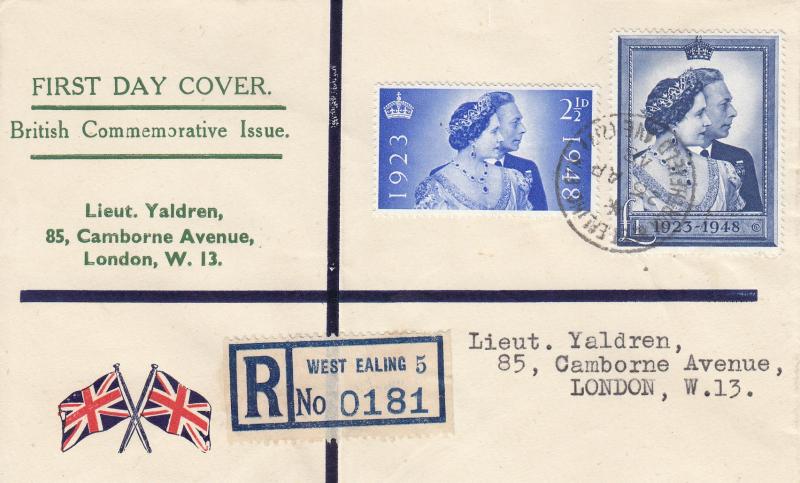 FIRST DAY COVER.
British Commemorative Issue.
Lieut. Yaldren,
85, Camborne Avenue,
London, W. 13.
1923
2½D
1948
£1
1923-1948
R
WEST EALING 5
No 0181
Lieut. Yaldren,
85, Camborne Avenue,
LONDON, W.13.